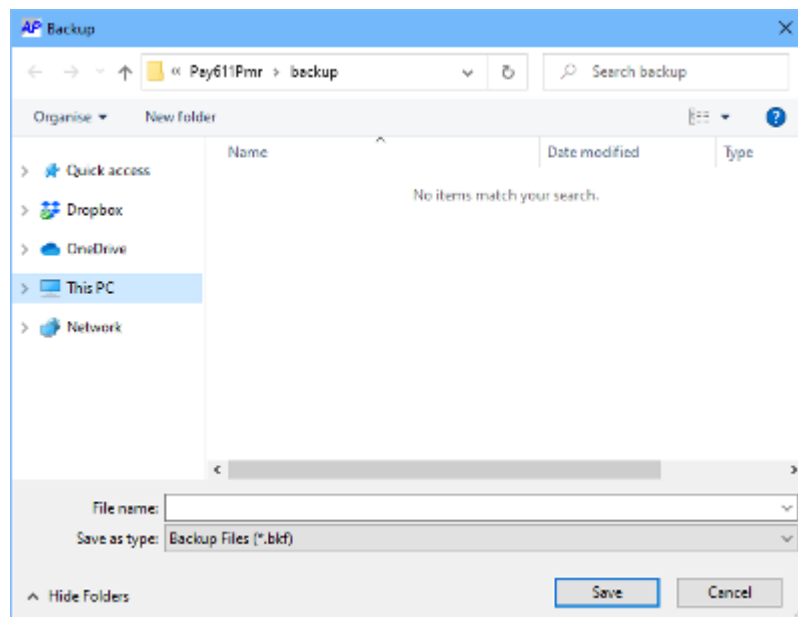 AP Backup
« Pay611Pmr > backup
Search backup
Organise
New folder
Name
Date modified
Type
Quick access
No items match your search.
Dropbox
OneDrive
This PC
Network
File name:
Save as type: Backup Files (*.bkf)
Hide Folders
Save
Cancel